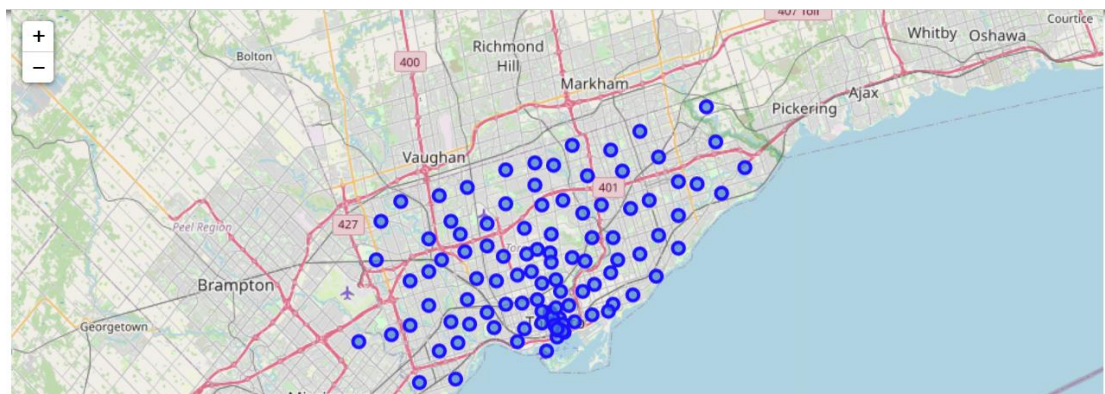 +
−
407 Toll
Courtice
Whitby
Oshawa
Richmond
Hill
Bolton
400
Markham
Ajax
Pickering
Vaughan
401
427
Peel Region
Brampton
Georgetown